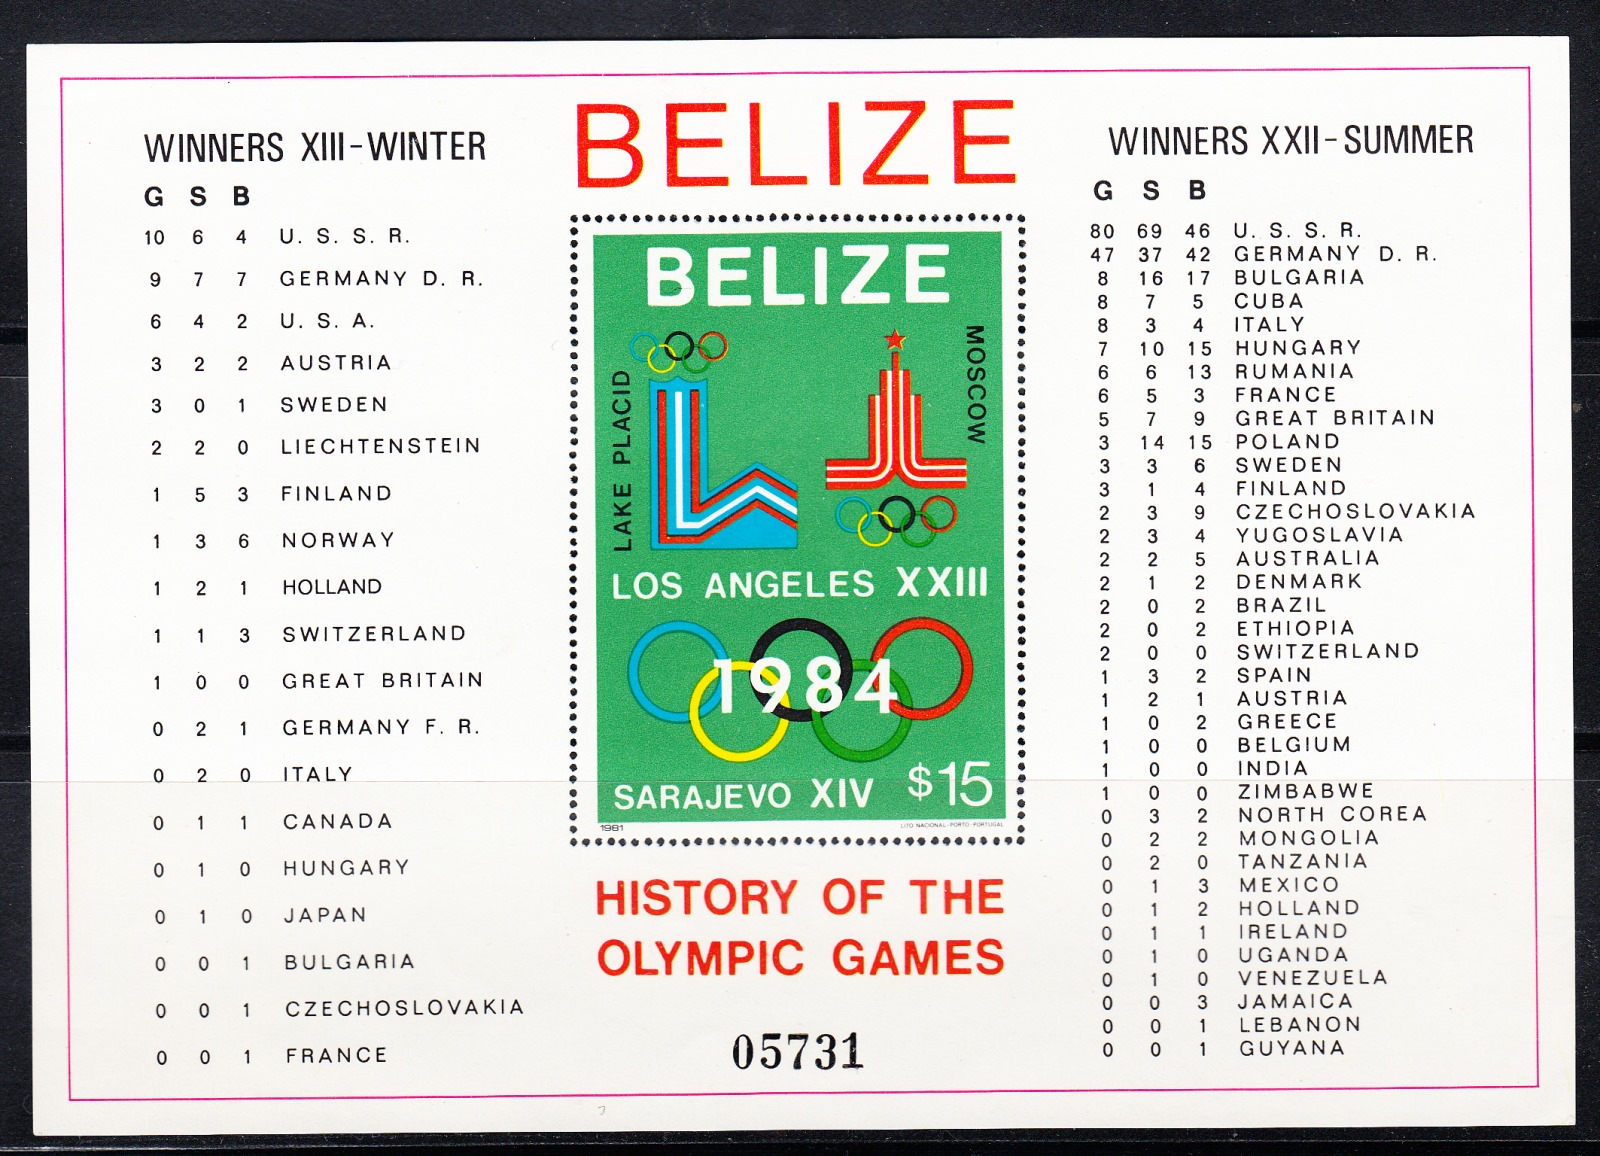 BELIZE
WINNERS XIII-WINTER
G S B
10 6 4 U. S. S. R.
9 7 7 GERMANY D. R.
6 4 2 U. S. A.
3 2 2 AUSTRIA
3 0 1 SWEDEN
2 2 0 LIECHTENSTEIN
1 5 3 FINLAND
1 3 6 NORWAY
1 2 1 HOLLAND
1 1 3 SWITZERLAND
1 0 0 GREAT BRITAIN
0 2 1 GERMANY F. R.
0 2 0 ITALY
0 1 1 CANADA
0 1 0 HUNGARY
0 1 0 JAPAN
0 0 1 BULGARIA
0 0 1 CZECHOSLOVAKIA
0 0 1 FRANCE
BELIZE
LAKE PLACID
MOSCOW
LOS ANGELES XXIII
1984
SARAJEVO XIV $15
1981 LITO NACIONAL-PORTO-PORTUGAL
HISTORY OF THE
OLYMPIC GAMES
05731
WINNERS XXII-SUMMER
G S B
80 69 46 U. S. S. R.
47 37 42 GERMANY D. R.
8 16 17 BULGARIA
8 7 5 CUBA
8 3 4 ITALY
7 10 15 HUNGARY
6 6 13 RUMANIA
6 5 3 FRANCE
5 7 9 GREAT BRITAIN
3 14 15 POLAND
3 3 6 SWEDEN
3 1 4 FINLAND
2 3 9 CZECHOSLOVAKIA
2 3 4 YUGOSLAVIA
2 2 5 AUSTRALIA
2 1 2 DENMARK
2 0 2 BRAZIL
2 0 2 ETHIOPIA
2 0 0 SWITZERLAND
1 3 2 SPAIN
1 2 1 AUSTRIA
1 0 2 GREECE
1 0 0 BELGIUM
1 0 0 INDIA
1 0 0 ZIMBABWE
0 3 2 NORTH COREA
0 2 2 MONGOLIA
0 2 0 TANZANIA
0 1 3 MEXICO
0 1 2 HOLLAND
0 1 1 IRELAND
0 1 0 UGANDA
0 1 0 VENEZUELA
0 0 3 JAMAICA
0 0 1 LEBANON
0 0 1 GUYANA